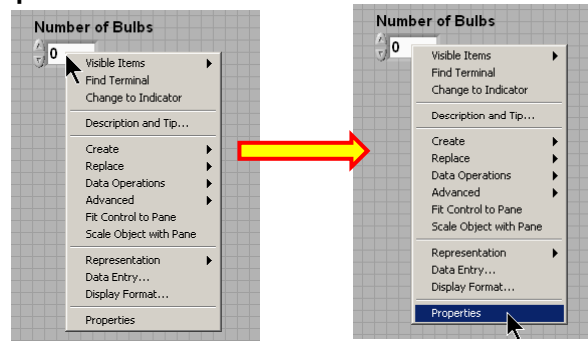 Number of Bulbs
0
Visible Items
Find Terminal
Change to Indicator
Description and Tip...
Create
Replace
Data Operations
Advanced
Fit Control to Pane
Scale Object with Pane
Representation
Data Entry...
Display Format...
Properties
Number of Bulbs
0
Visible Items
Find Terminal
Change to Indicator
Description and Tip...
Create
Replace
Data Operations
Advanced
Fit Control to Pane
Scale Object with Pane
Representation
Data Entry...
Display Format...
Properties